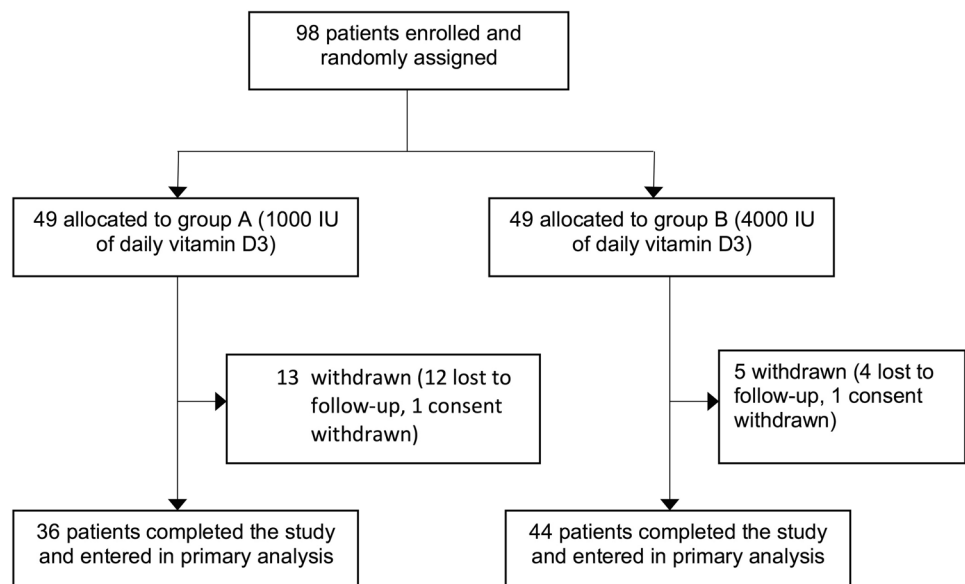 98 patients enrolled and
randomly assigned
49 allocated to group A (1000 IU
of daily vitamin D3)
49 allocated to group B (4000 IU
of daily vitamin D3)
13 withdrawn (12 lost to
follow-up, 1 consent
withdrawn)
5 withdrawn (4 lost to
follow-up, 1 consent
withdrawn)
36 patients completed the study
and entered in primary analysis
44 patients completed the study
and entered in primary analysis